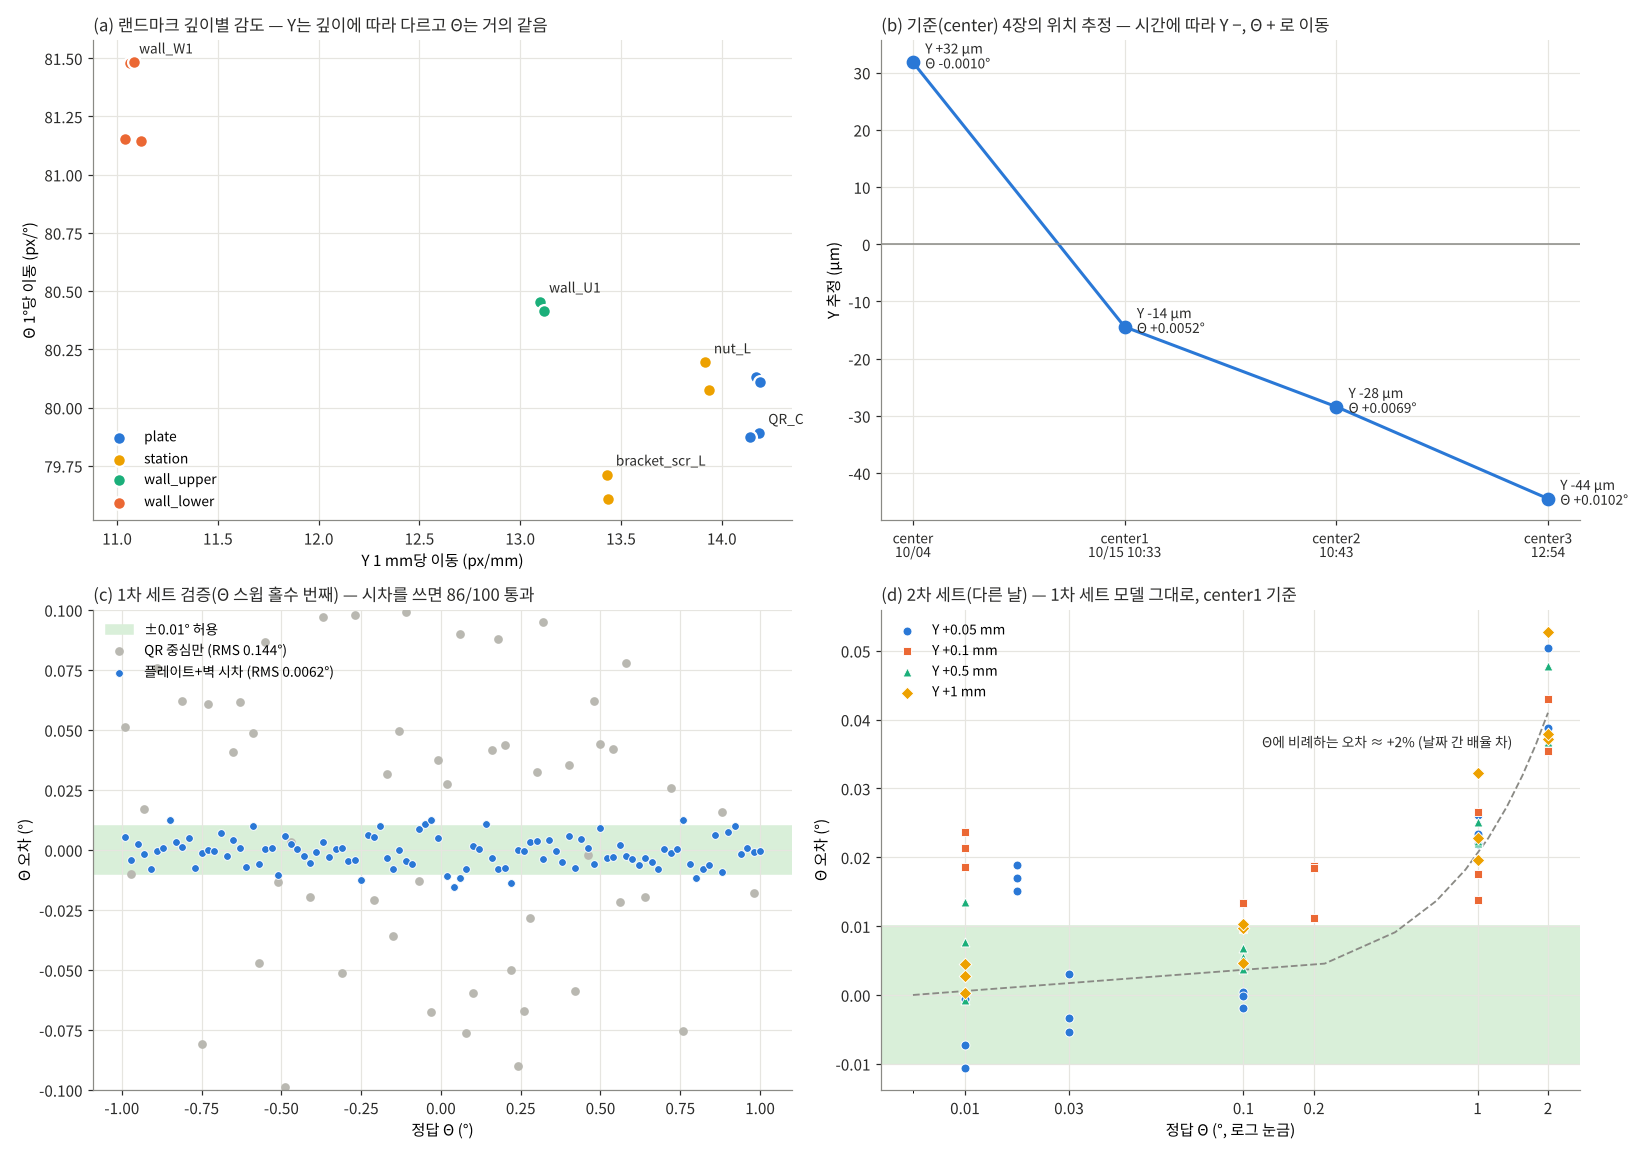 (a) 랜드마크 깊이별 감도 — Y는 깊이에 따라 다르고 Θ는 거의 같음
81.50
81.25
81.00
80.75
80.50
80.25
80.00
79.75
Θ 1°당 이동 (px/°)
wall_W1
wall_U1
nut_L
QR_C
bracket_scr_L
plate
station
wall_upper
wall_lower
11.0
11.5
12.0
12.5
13.0
13.5
14.0
Y 1 mm당 이동 (px/mm)
(b) 기준(center) 4장의 위치 추정 — 시간에 따라 Y −, Θ + 로 이동
30
20
10
0
-10
-20
-30
-40
Y 추정 (μm)
Y +32 μm
Θ -0.0010°
Y -14 μm
Θ +0.0052°
Y -28 μm
Θ +0.0069°
Y -44 μm
Θ +0.0102°
center
10/04
center1
10/15 10:33
center2
10:43
center3
12:54
(c) 1차 세트 검증(Θ 스윕 홀수 번째) — 시차를 쓰면 86/100 통과
0.100
0.075
0.050
0.025
0.000
-0.025
-0.050
-0.075
-0.100
Θ 오차 (°)
±0.01° 허용
QR 중심만 (RMS 0.144°)
플레이트+벽 시차 (RMS 0.0062°)
-1.00
-0.75
-0.50
-0.25
0.00
0.25
0.50
0.75
1.00
정답 Θ (°)
(d) 2차 세트(다른 날) — 1차 세트 모델 그대로, center1 기준
0.05
0.04
0.03
0.02
0.01
0.00
-0.01
Θ 오차 (°)
Y +0.05 mm
Y +0.1 mm
Y +0.5 mm
Y +1 mm
Θ에 비례하는 오차 ≈ +2% (날짜 간 배율 차)
0.01
0.03
0.1
0.2
1
2
정답 Θ (°, 로그 눈금)